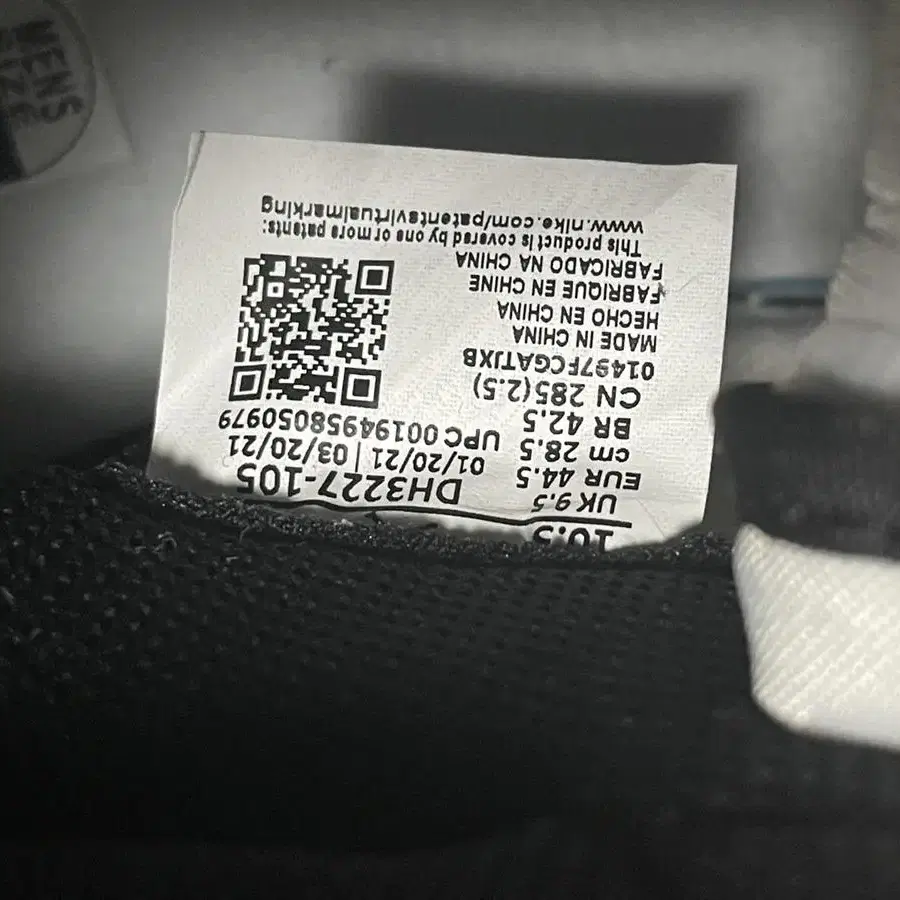 10.5
UK 9.5
EUR 44.5
cm 28.5
BR 42.5
CN 285(2.5)
DH3227-105
01/20/21 | 03/20/21
UPC 00194958050979
01497FCGATJXB
MADE IN CHINA
HECHO EN CHINA
FABRIQUE EN CHINE
FABRICADO NA CHINA
This product is covered by one or more patents:
www.nike.com/patentsvirtualmarking
MENS